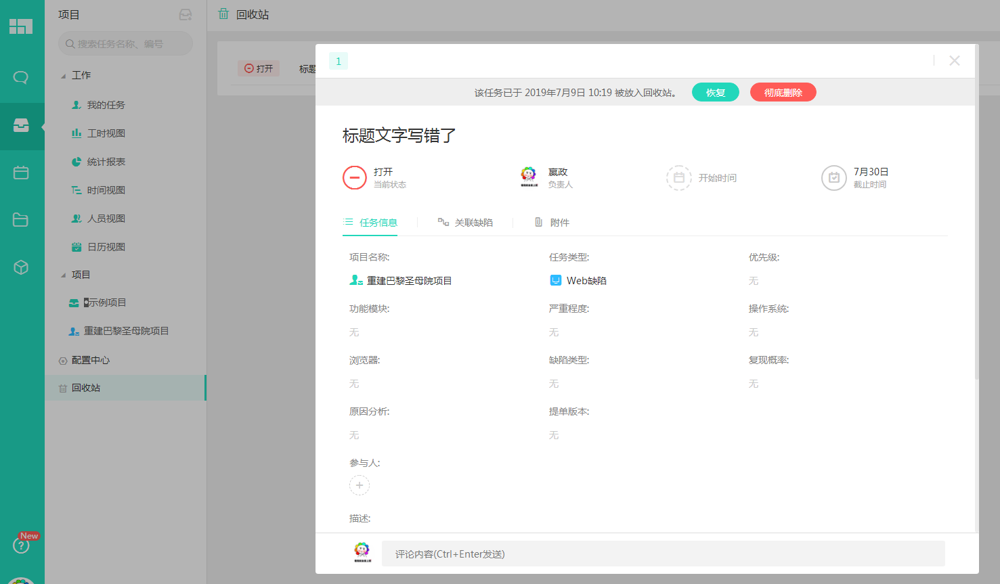 项目
搜索任务名称、编号
工作
我的任务
工时视图
统计报表
时间视图
人员视图
日历视图
项目
示例项目
重建巴黎圣母院项目
配置中心
回收站
New
回收站
打开
标题
1
该任务已于 2019年7月9日 10:19 被放入回收站。
恢复
彻底删除
标题文字写错了
打开
当前状态
嬴政
负责人
开始时间
7月30日
截止时间
任务信息
关联缺陷
附件
项目名称:
任务类型:
优先级:
重建巴黎圣母院项目
Web缺陷
无
功能模块:
严重程度:
操作系统:
无
无
无
浏览器:
缺陷类型:
复现概率:
无
无
无
原因分析:
提单版本:
无
无
参与人:
描述:
评论内容(Ctrl+Enter发送)